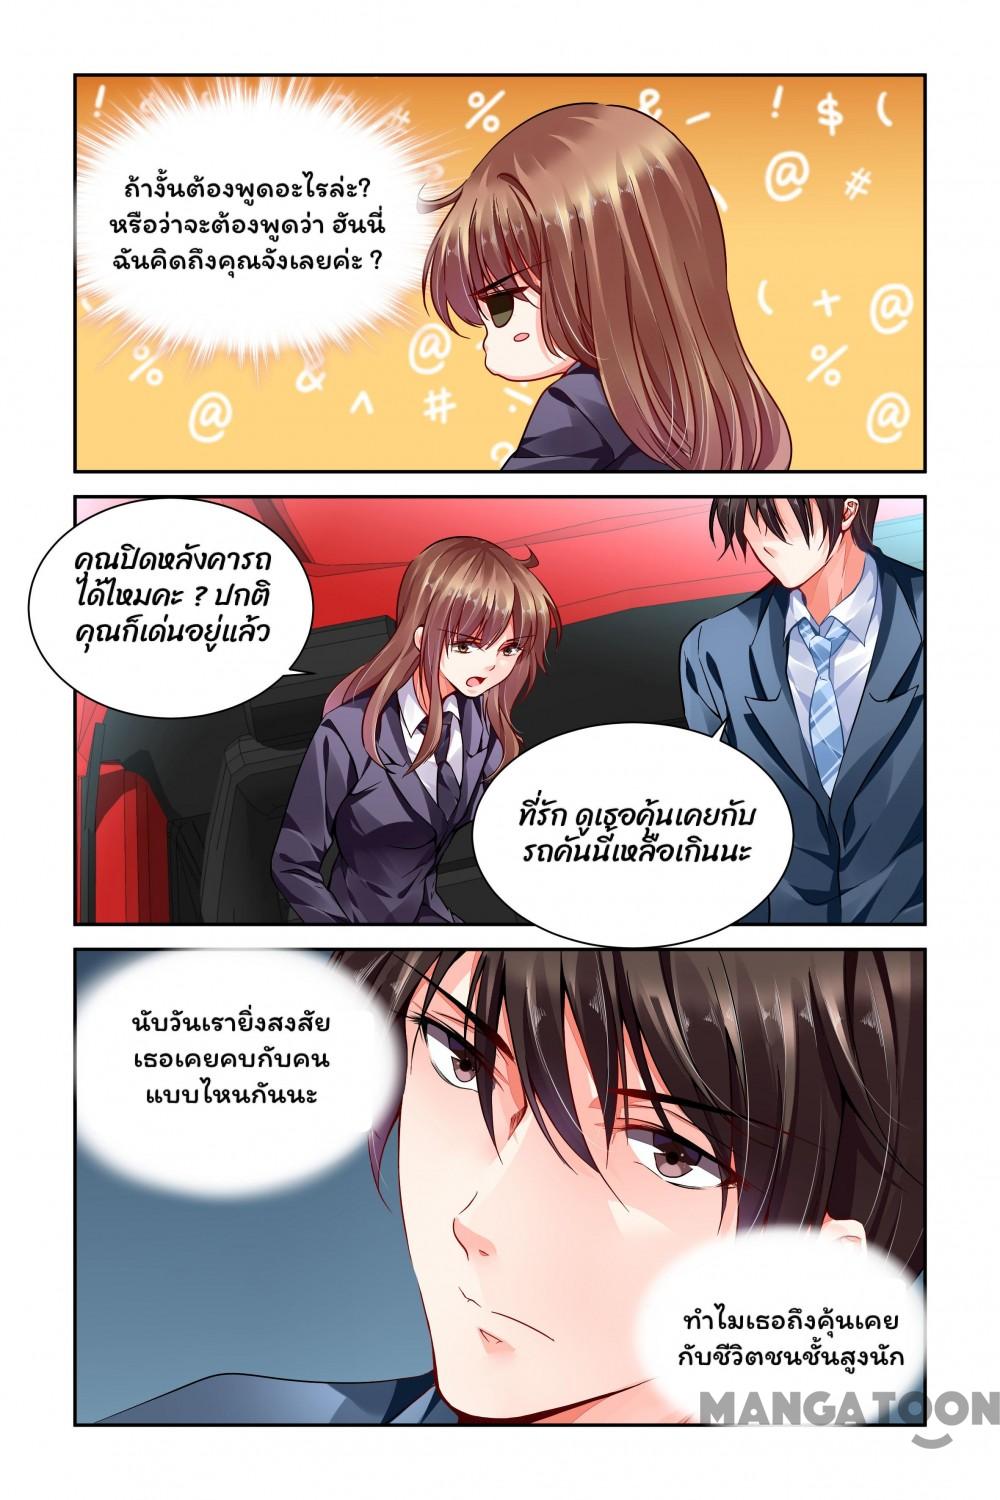 ถ้างั้นต้องพูดอะไรล่ะ?
หรือว่าจะต้องพูดว่า ฮันนี่
ฉันคิดถึงคุณจังเลยค่ะ ?
คุณปิดหลังคารถ
ได้ไหมคะ ? ปกติ
คุณก็เด่นอยู่แล้ว
ที่รัก ดูเธอคุ้นเคยกับ
รถคันนี้เหลือเกินนะ
นับวันเรายิ่งสงสัย
เธอเคยคบกับคน
แบบไหนกันนะ
ทำไมเธอถึงคุ้นเคย
กับชีวิตชนชั้นสูงนัก
MANGATOON